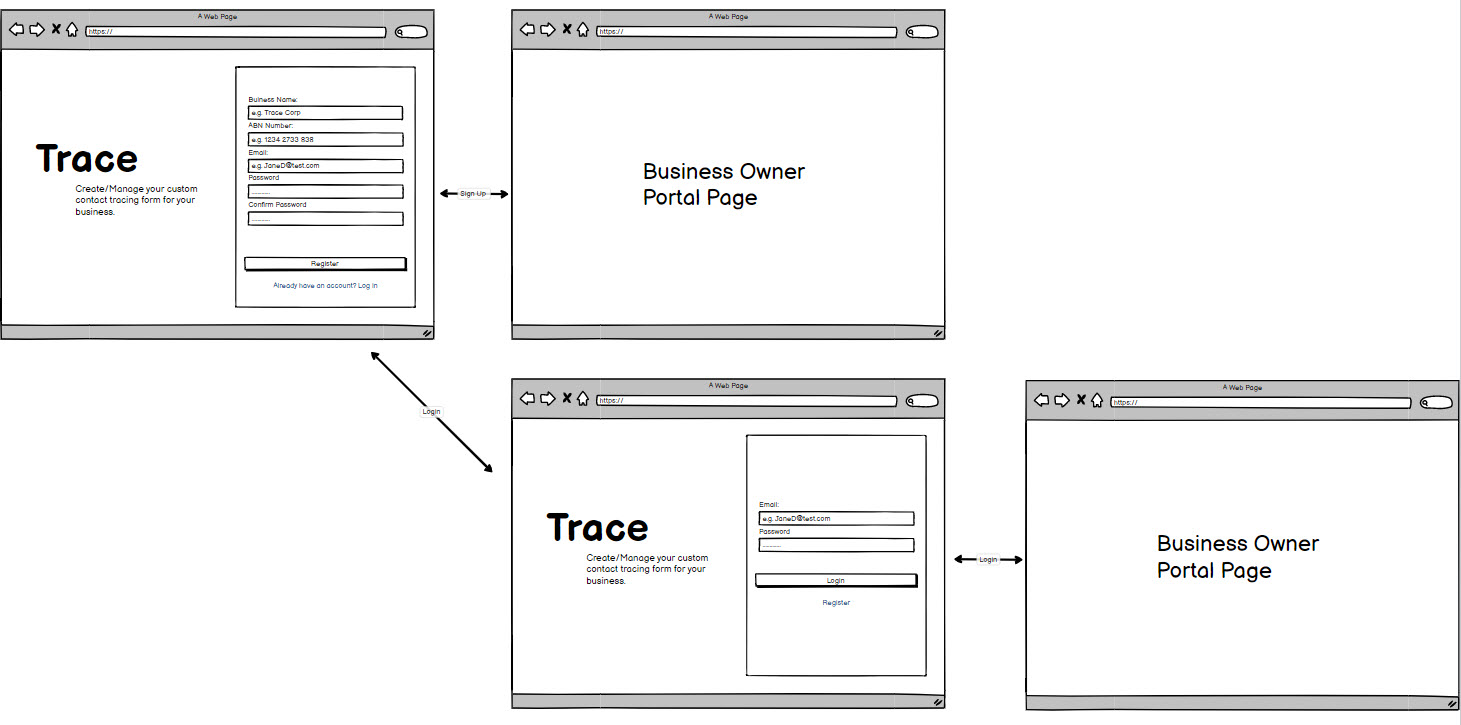 A Web Page
https://
Trace
Create/Manage your custom
contact tracing form for your
business.
Buiness Name:
e.g. Trace Corp
ABN Number:
e.g. 1234 2733 838
Email:
e.g. JaneD@test.com
Password
Confirm Password
Register
Already have an account? Log in
Sign Up
A Web Page
https://
Business Owner
Portal Page
Login
A Web Page
https://
Trace
Create/Manage your custom
contact tracing form for your
business.
Email:
e.g. JaneD@test.com
Password
Login
Register
Login
A Web Page
https://
Business Owner
Portal Page